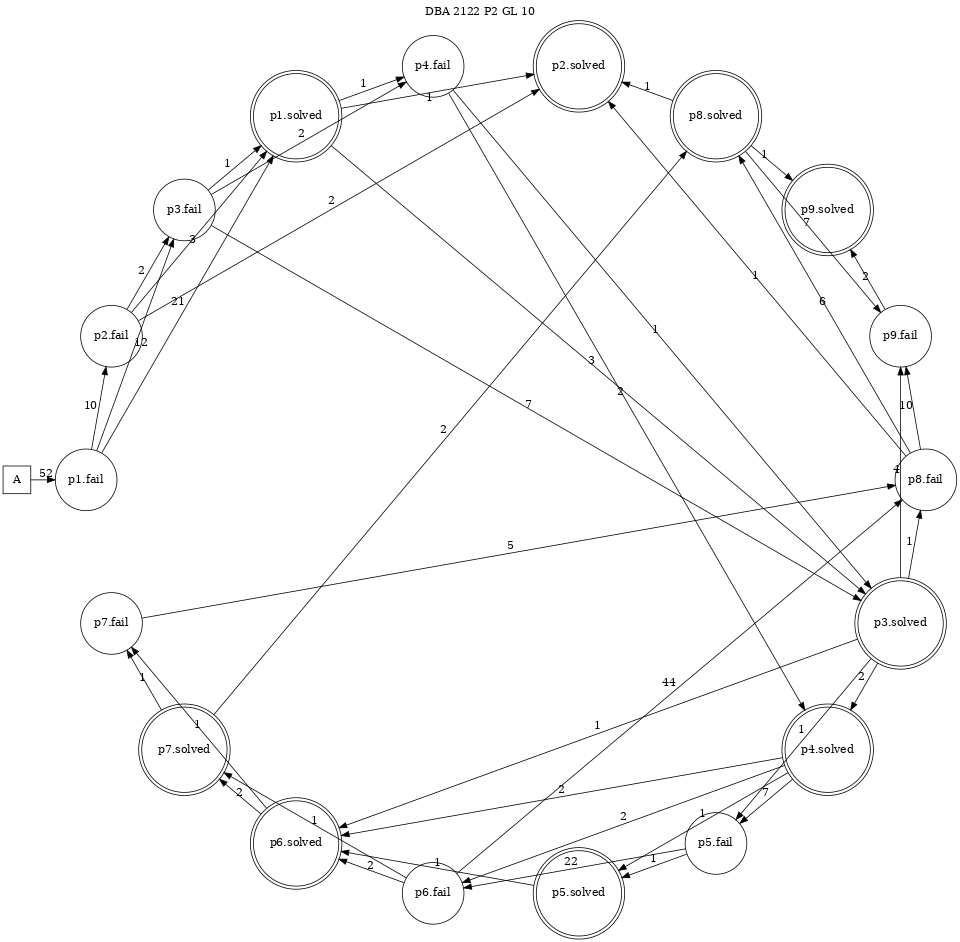 DBA 2122 P2 GL 10
p4.fail
p2.solved
p1.solved
p8.solved
1
1
1
2
1
1
p3.fail
p9.solved
2
3
7
2
21
1
2
6
p2.fail
12
p9.fail
1
3
2
10
7
10
2
52
4
A
p1.fail
p8.fail
5
1
p7.fail
p3.solved
1
44
2
1
1
1
p7.solved
p4.solved
2
2
7
1
2
1
p6.solved
p5.fail
2
1
22
1
p6.fail
p5.solved